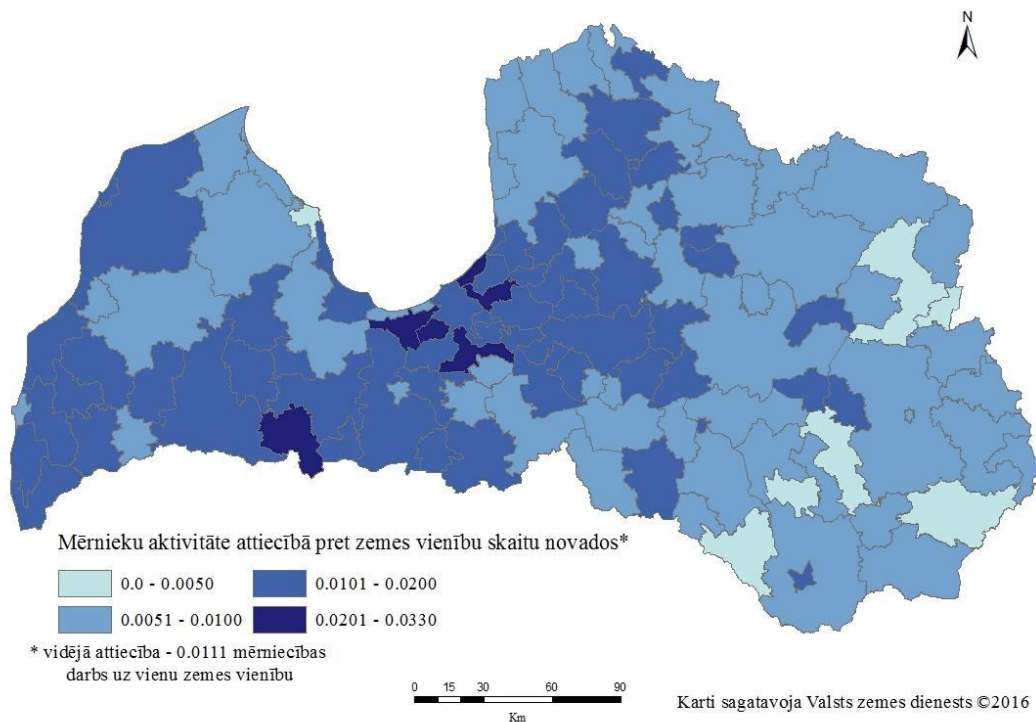 N
Mērnieku aktivitāte attiecībā pret zemes vienību skaitu novados*
0.0 - 0.0050
0.0101 - 0.0200
0.0051 - 0.0100
0.0201 - 0.0330
* vidējā attiecība - 0.0111 mērniecības
darbs uz vienu zemes vienību
0 15 30 60 90
Km
Karti sagatavoja Valsts zemes dienests ©2016